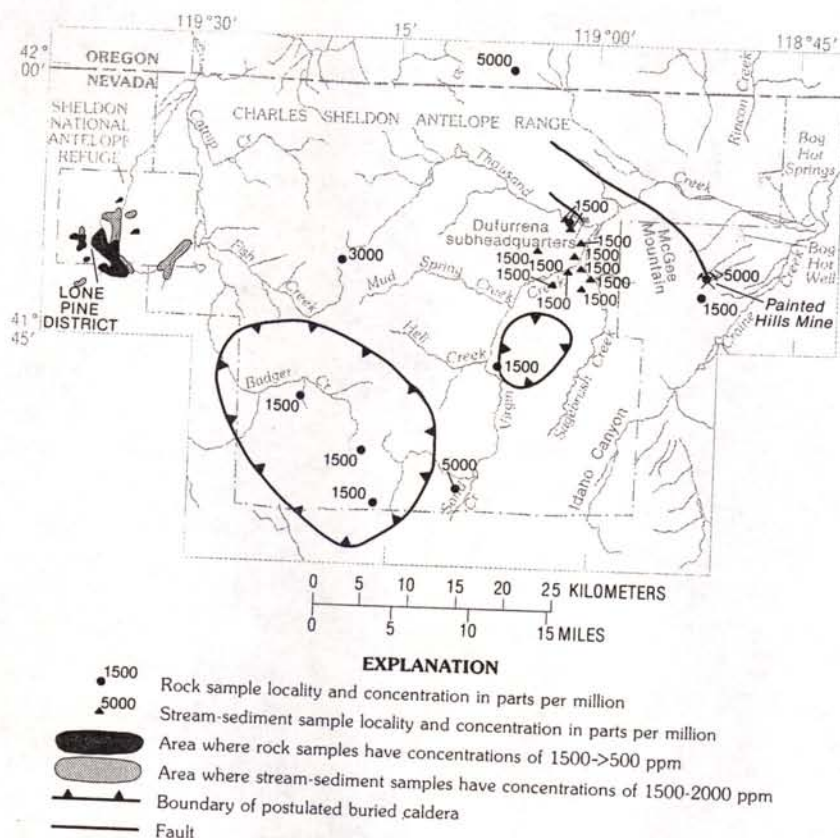 119°30'
15'
119°00'
118°45'
42°
00'
OREGON
NEVADA
5000
SHELDON
NATIONAL
ANTELOPE
REFUGE
CHARLES SHELDON ANTELOPE RANGE
Catnip
Cr.
Rincon Creek
Bog
Hot
Springs
Thousand
Creek
1500
Dufurrena
subheadquarters
1500
1500
1500
1500
1500
1500
1500
1500
1500
Creek
McGee
Mountain
Bog
Hot
Well
>5000
Painted
Hills Mine
1500
Craine
Creek
LONE
PINE
DISTRICT
Fish
Creek
3000
Mud
Spring
Creek
41°
45'
Hell
Creek
1500
Virgin
Sagebrush Creek
Badger
Cr.
1500
1500
1500
5000
Sand
Cr.
Idaho Canyon
0 5 10 15 20 25 KILOMETERS
0 5 10 15 MILES
EXPLANATION
1500
Rock sample locality and concentration in parts per million
5000
Stream-sediment sample locality and concentration in parts per million
Area where rock samples have concentrations of 1500->500 ppm
Area where stream-sediment samples have concentrations of 1500-2000 ppm
Boundary of postulated buried caldera
Fault